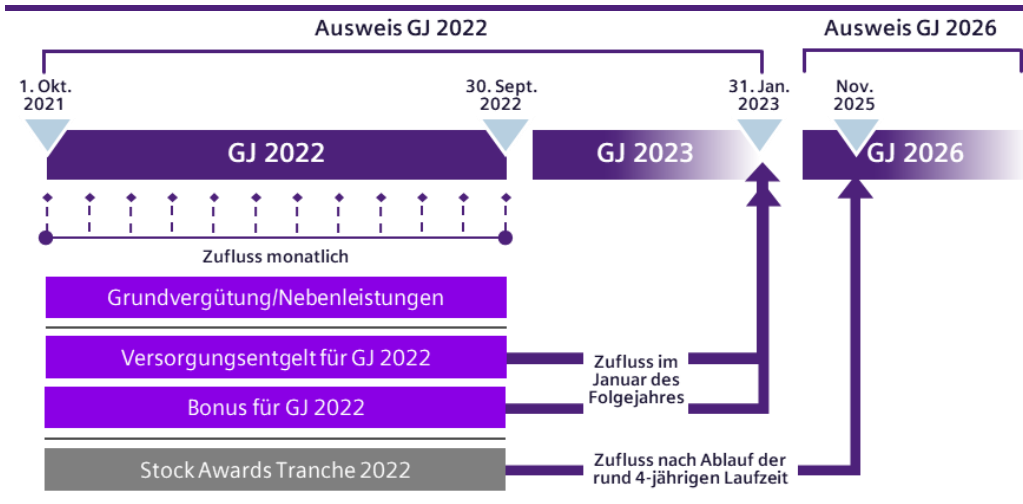 Ausweis GJ 2022
Ausweis GJ 2026
1. Okt.
2021
30. Sept.
2022
31. Jan.
2023
Nov.
2025
GJ 2022
GJ 2023
GJ 2026
Zufluss monatlich
Grundvergütung/Nebenleistungen
Versorgungsentgelt für GJ 2022
Bonus für GJ 2022
Zufluss im
Januar des
Folgejahres
Stock Awards Tranche 2022
Zufluss nach Ablauf der
rund 4-jährigen Laufzeit